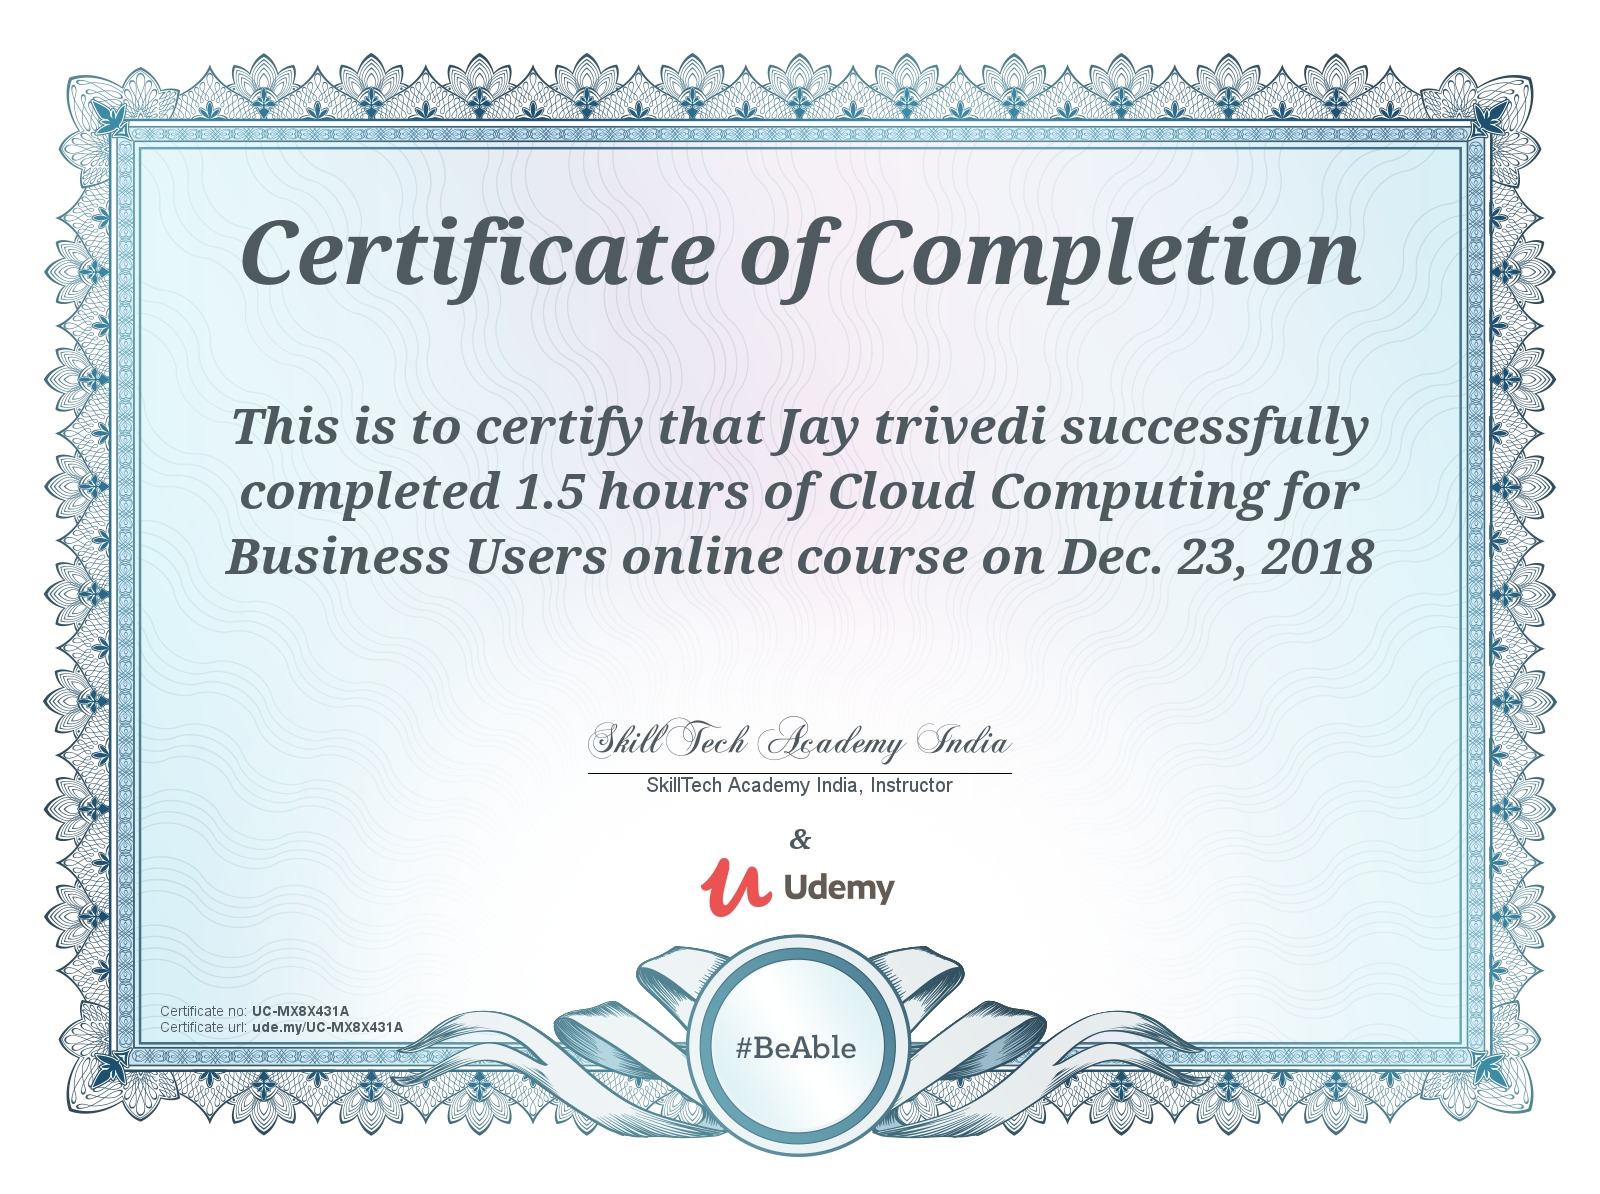 Certificate of Completion
This is to certify that Jay trivedi successfully
completed 1.5 hours of Cloud Computing for
Business Users online course on Dec. 23, 2018
SkillTech Academy India
SkillTech Academy India, Instructor
&
Udemy
Certificate no: UC-MX8X431A
Certificate url: ude.my/UC-MX8X431A
#BeAble